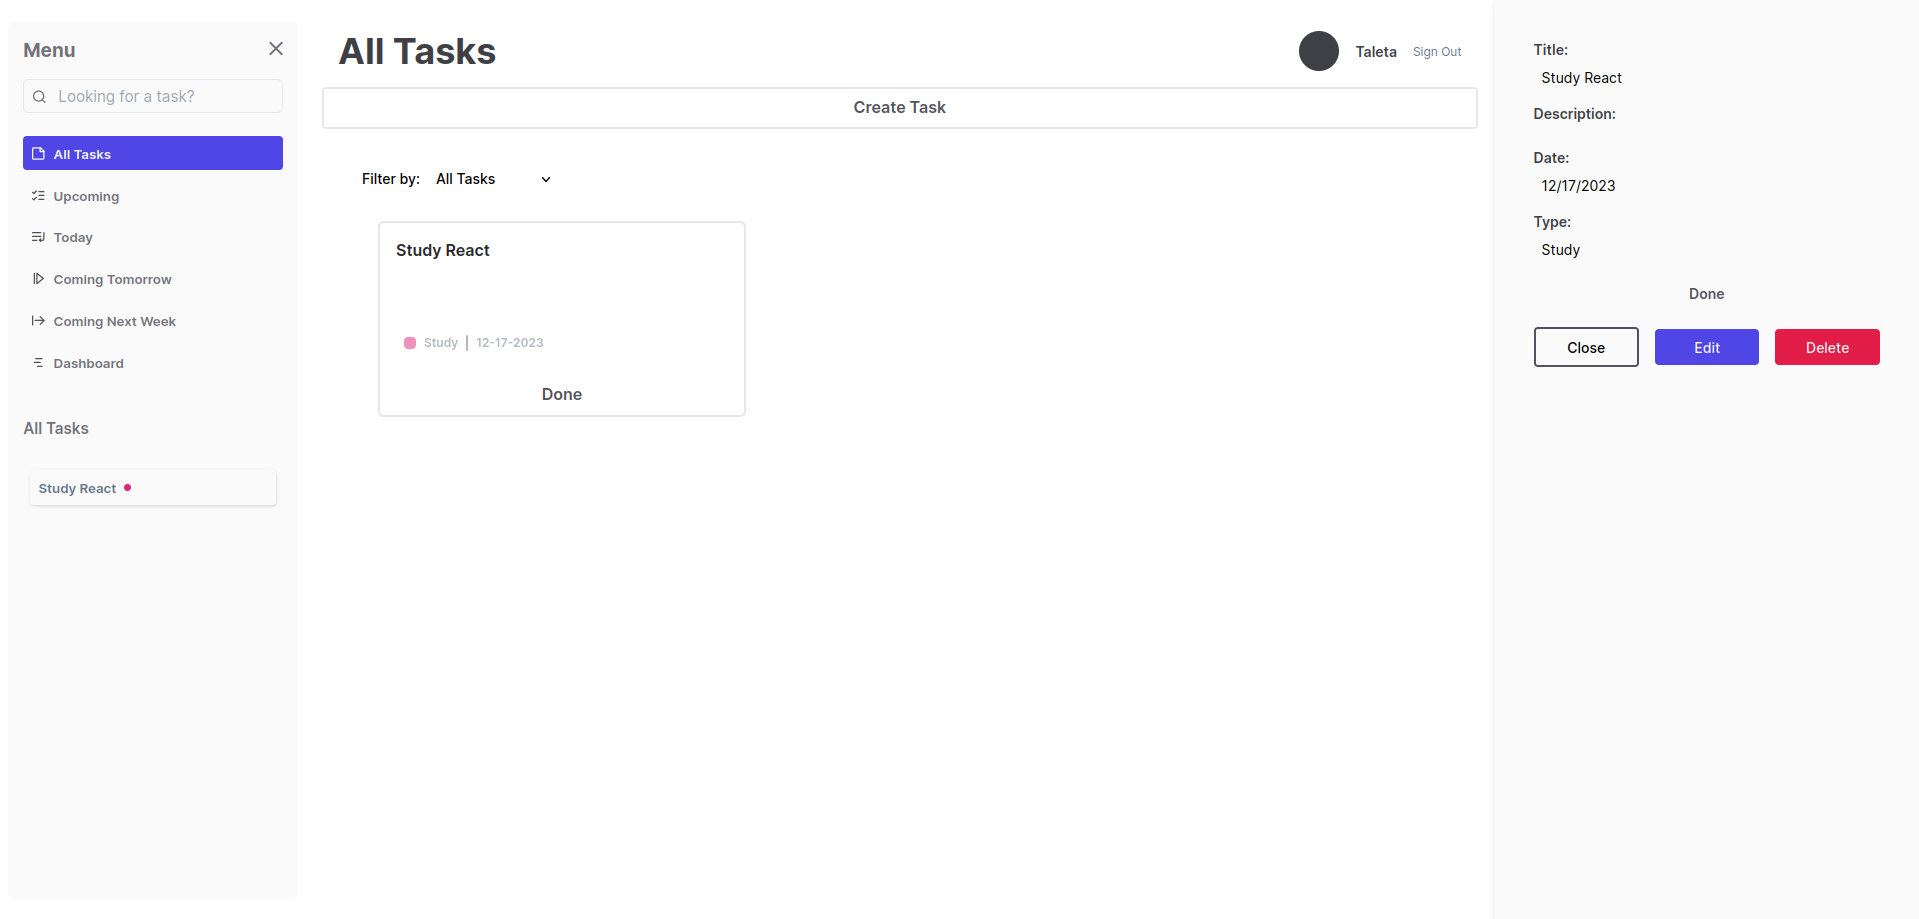 Menu
Looking for a task?
All Tasks
Upcoming
Today
Coming Tomorrow
Coming Next Week
Dashboard
All Tasks
Study React
All Tasks
Taleta Sign Out
Create Task
Filter by: All Tasks
Study React
Study | 12-17-2023
Done
Title:
Study React
Description:
Date:
12/17/2023
Type:
Study
Done
Close Edit Delete